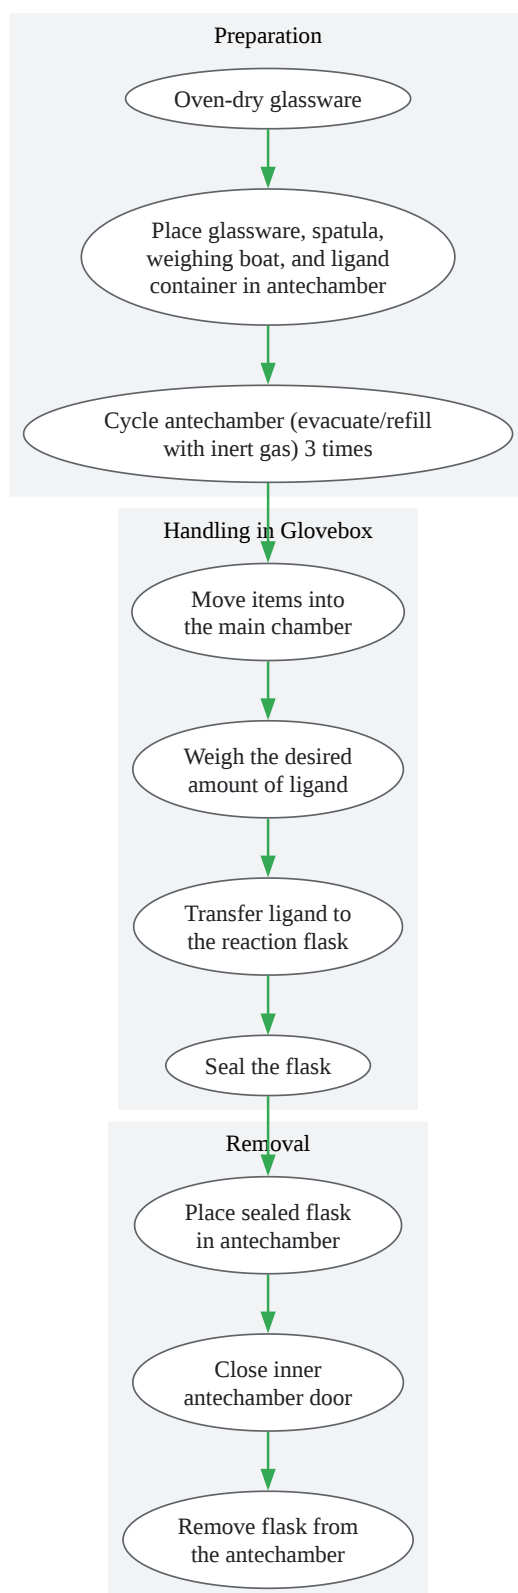 Preparation
Oven-dry glassware
Place glassware, spatula,
weighing boat, and ligand
container in antechamber
Cycle antechamber (evacuate/refill
with inert gas) 3 times
Handling in Glovebox
Move items into
the main chamber
Weigh the desired
amount of ligand
Transfer ligand to
the reaction flask
Seal the flask
Removal
Place sealed flask
in antechamber
Close inner
antechamber door
Remove flask from
the antechamber